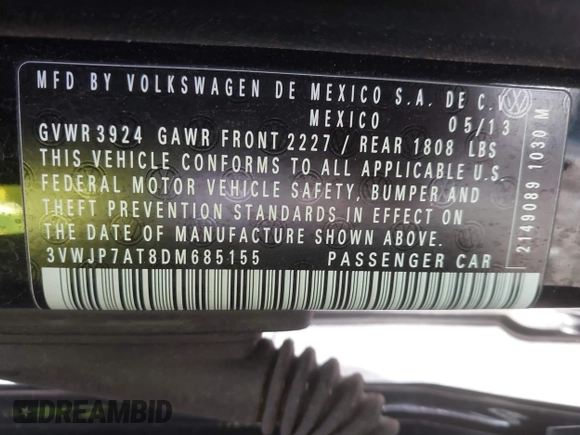 MFD BY VOLKSWAGEN DE MEXICO S.A. DE C.V.
MEXICO 05/13
GVWR 3924 GAWR FRONT 2227 / REAR 1808 LBS
THIS VEHICLE CONFORMS TO ALL APPLICABLE U.S.
FEDERAL MOTOR VEHICLE SAFETY, BUMPER AND
THEFT PREVENTION STANDARDS IN EFFECT ON
THE DATE OF MANUFACTURE SHOWN ABOVE.
3VWJP7AT8DM685155 PASSENGER CAR
2149089 1030 M
DREAMBID